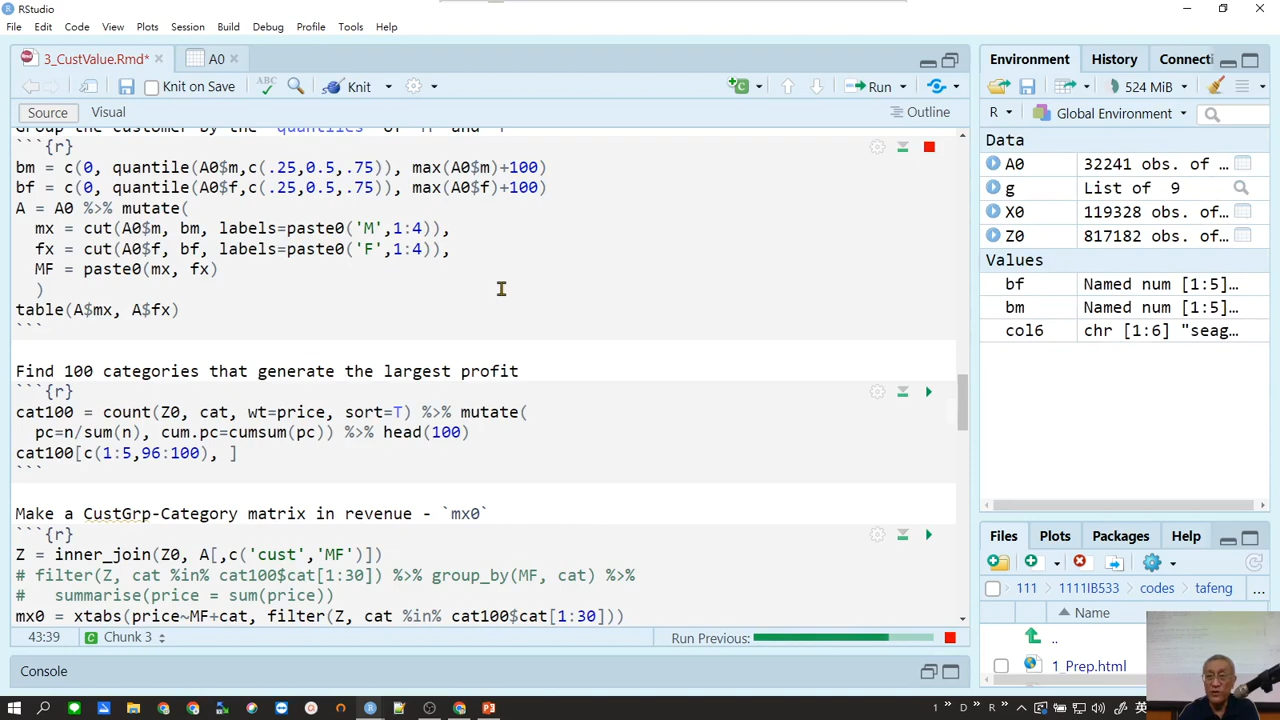 RStudio
File Edit Code View Plots Session Build Debug Profile Tools Help
3_CustValue.Rmd* A0
Knit on Save ABC Knit Run
Source Visual Outline
```{r}
bm = c(0, quantile(A0$m,c(.25,0.5,.75)), max(A0$m)+100)
bf = c(0, quantile(A0$f,c(.25,0.5,.75)), max(A0$f)+100)
A = A0 %>% mutate(
mx = cut(A0$m, bm, labels=paste0('M',1:4)),
fx = cut(A0$f, bf, labels=paste0('F',1:4)),
MF = paste0(mx, fx)
)
table(A$mx, A$fx)
```
Find 100 categories that generate the largest profit
```{r}
cat100 = count(Z0, cat, wt=price, sort=T) %>% mutate(
pc=n/sum(n), cum.pc=cumsum(pc)) %>% head(100)
cat100[c(1:5,96:100), ]
```
Make a CustGrp-Category matrix in revenue - `mx0`
```{r}
Z = inner_join(Z0, A[,c('cust','MF')])
# filter(Z, cat %in% cat100$cat[1:30]) %>% group_by(MF, cat) %>%
# summarise(price = sum(price))
mx0 = xtabs(price~MF+cat, filter(Z, cat %in% cat100$cat[1:30]))
43:39 Chunk 3 Run Previous:
Console
Environment History Connecti
524 MiB
R Global Environment
Data
A0 32241 obs. of …
g List of 9
X0 119328 obs. of…
Z0 817182 obs. of…
Values
bf Named num [1:5]…
bm Named num [1:5]…
col6 chr [1:6] "seag…
Files Plots Packages Help
111 1111IB533 codes tafeng …
Name
..
1_Prep.html
1 D R 英